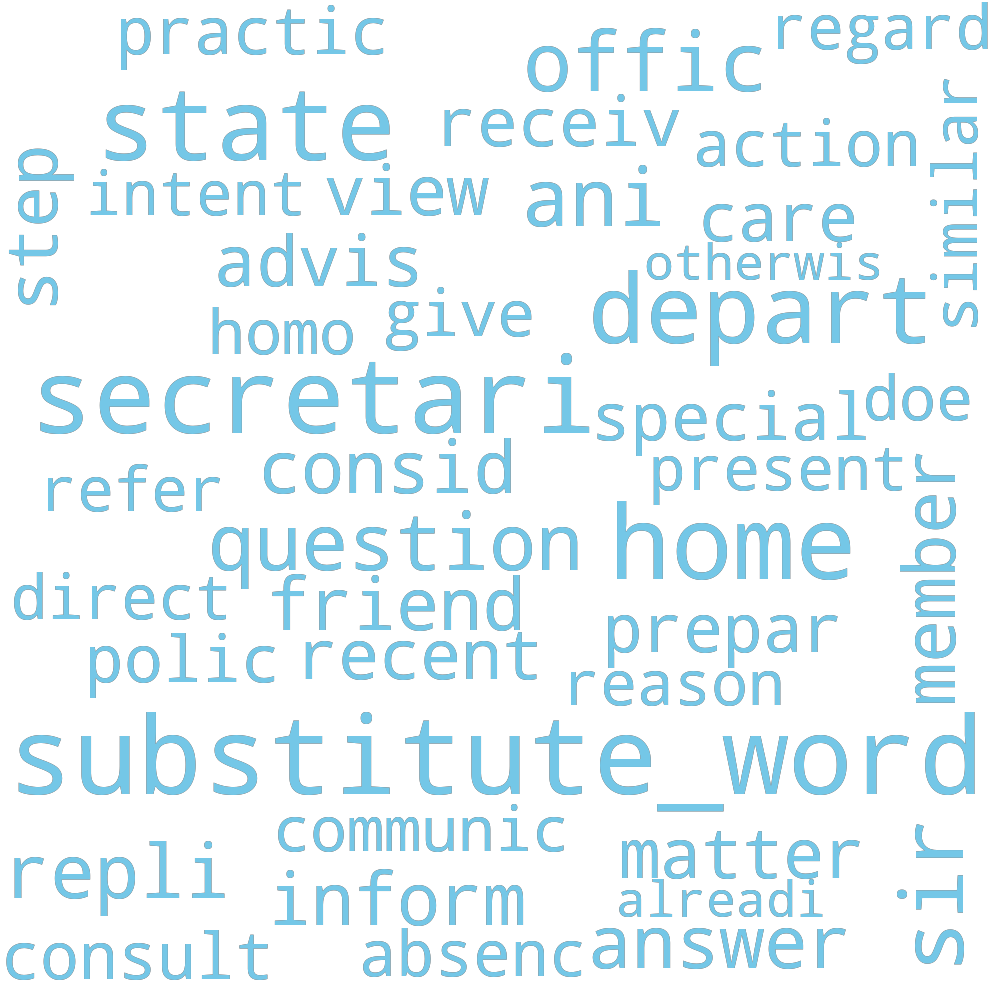 practic
regard
offic
state
receiv
action
similar
step
intent
view
ani
care
advis
otherwis
depart
homo
give
secretari
special
doe
consid
present
refer
member
question
home
direct
friend
prepar
polic
recent
reason
substitute_word
communic
matter
sir
repli
inform
alreadi
consult
absenc
answer